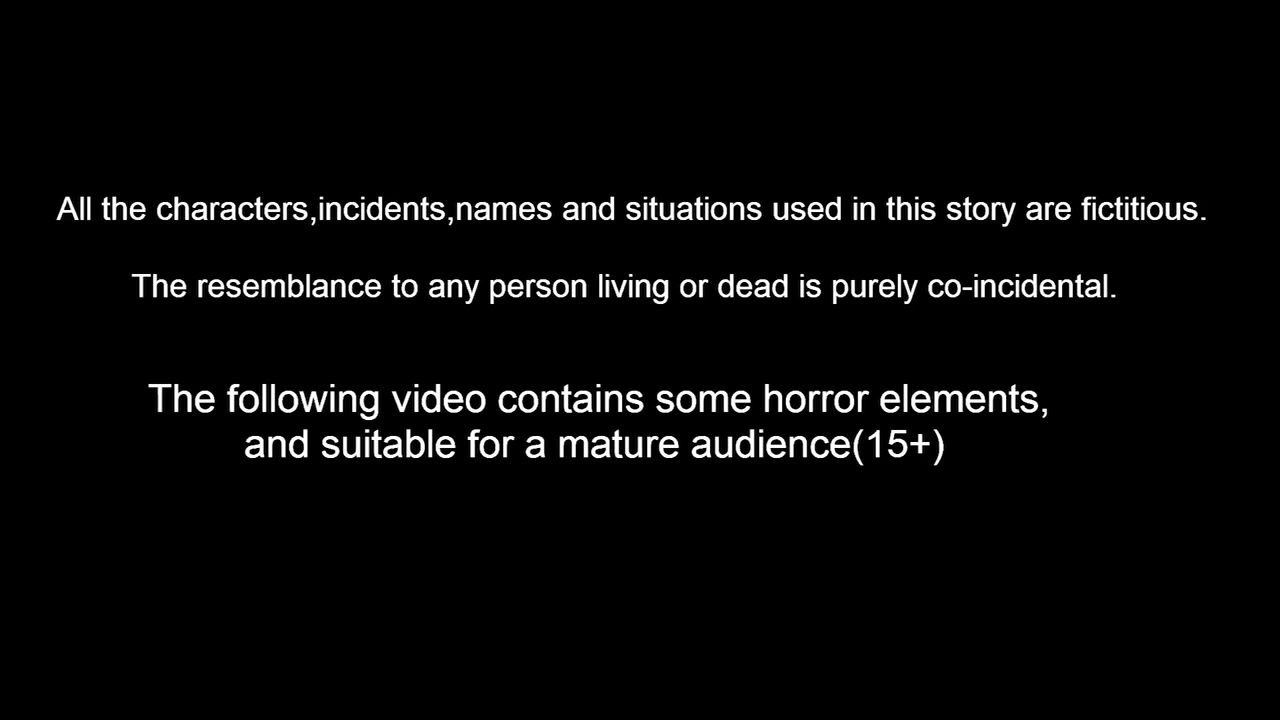 All the characters,incidents,names and situations used in this story are fictitious.
The resemblance to any person living or dead is purely co-incidental.
The following video contains some horror elements,
and suitable for a mature audience(15+)